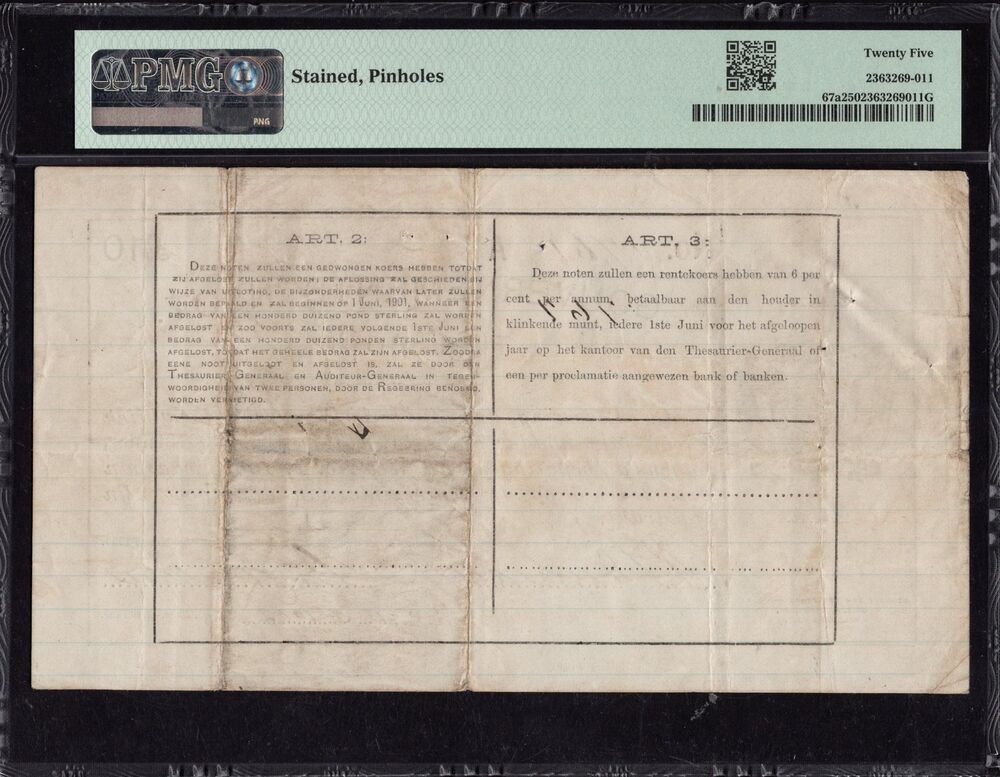 PMG
PNG
Stained, Pinholes
Twenty Five
2363269-011
67a2502363269011G
ART. 2:
DEZE NOTEN ZULLEN EEN GEDWONGEN KOERS HEBBEN TOTDAT
ZIJ AFGELOST ZULLEN WORDEN; DE AFLOSSING ZAL GESCHIEDEN BIJ
WIJZE VAN UITLOTING, DE BIJZONDERHEDEN WAARVAN LATER ZULLEN
WORDEN BEPAALD EN ZAL BEGINNEN OP 1 JUNI, 1901, WANNEER EEN
BEDRAG VAN EEN HONDERD DUIZEND POND STERLING ZAL WORDEN
AFGELOST EN ZOO VOORTS ZAL IEDERE VOLGENDE 1STE JUNI EEN
BEDRAG VAN EEN HONDERD DUIZEND PONDEN STERLING WORDEN
AFGELOST, TOTDAT HET GEHEELE BEDRAG ZAL ZIJN AFGELOST. ZOODRA
EENE NOOT UITGELOOT EN AFGELOST IS, ZAL ZE DOOR DEN
THESAURIER-GENERAAL EN AUDITEUR-GENERAAL IN TEGEN-
WOORDIGHEID VAN TWEE PERSONEN, DOOR DE REGEERING BENOEMD,
WORDEN VERNIETIGD.
ART. 3:
Deze noten zullen een rentekoers hebben van 6 per
cent per annum, betaalbaar aan den houder in
klinkende munt, iedere 1ste Juni voor het afgeloopen
jaar op het kantoor van den Thesaurier-Generaal of
een per proclamatie aangewezen bank of banken.